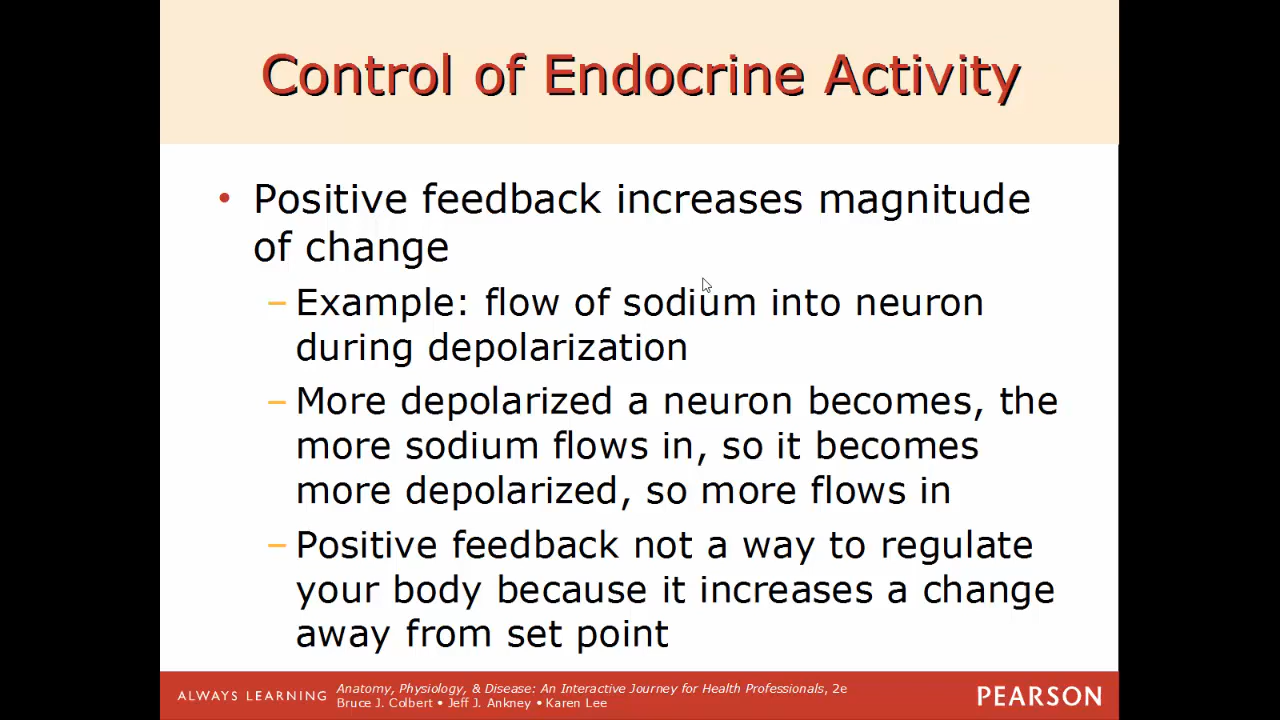 Control of Endocrine Activity
• Positive feedback increases magnitude
of change
– Example: flow of sodium into neuron
during depolarization
– More depolarized a neuron becomes, the
more sodium flows in, so it becomes
more depolarized, so more flows in
– Positive feedback not a way to regulate
your body because it increases a change
away from set point
ALWAYS LEARNING
Anatomy, Physiology, & Disease: An Interactive Journey for Health Professionals, 2e
Bruce J. Colbert • Jeff J. Ankney • Karen Lee
PEARSON